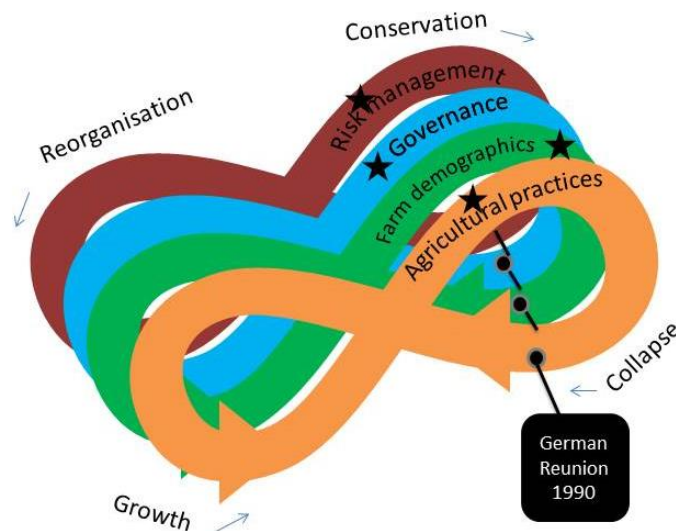 Conservation
Reorganisation
Risk management
Governance
Farm demographics
Agricultural practices
Collapse
German
Reunion
1990
Growth